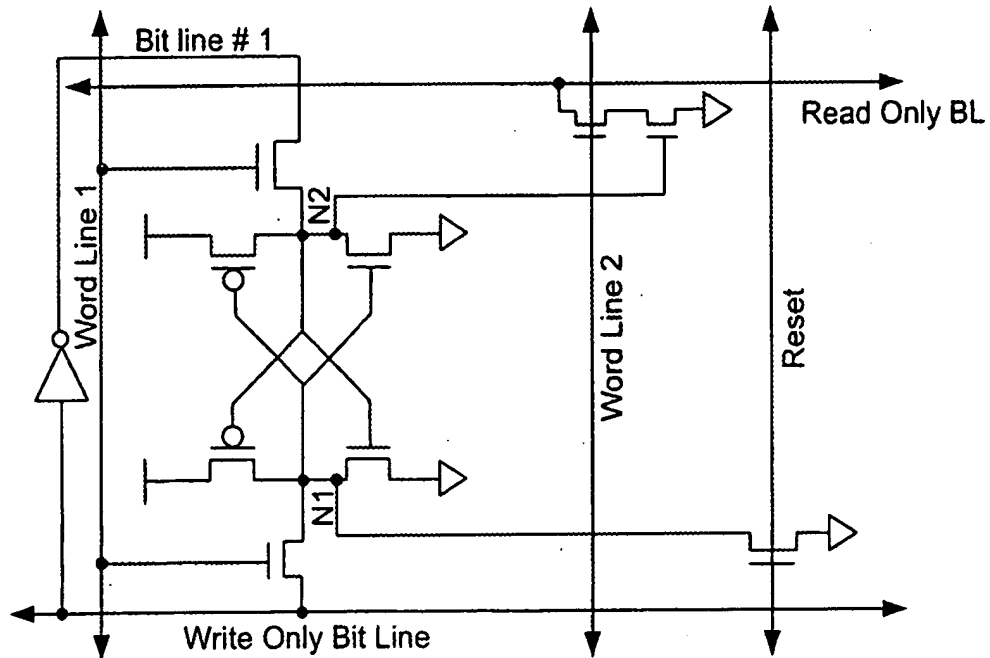 Bit line # 1
Read Only BL
Word Line 1
N2
Word Line 2
Reset
N1
Write Only Bit Line